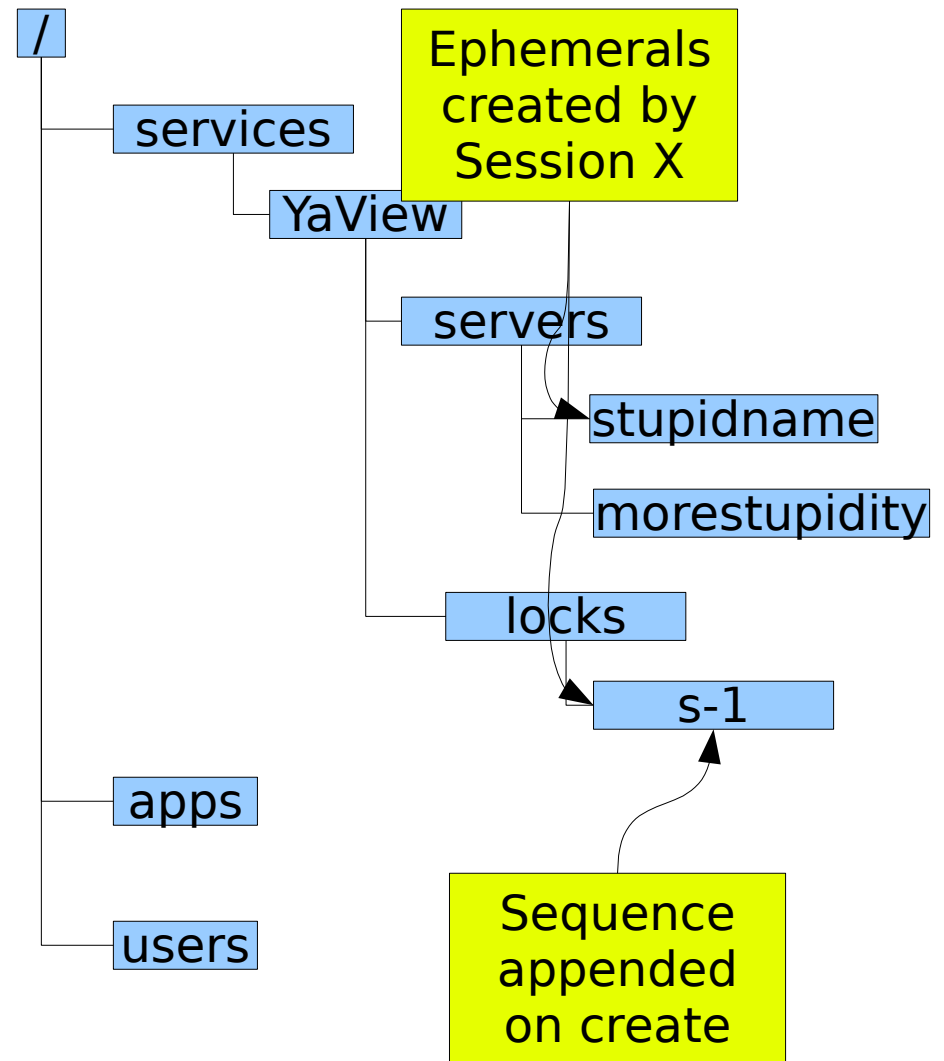 /
Ephemerals
created by
Session X
services
YaView
servers
stupidname
morestupidity
locks
s-1
apps
users
Sequence
appended
on create